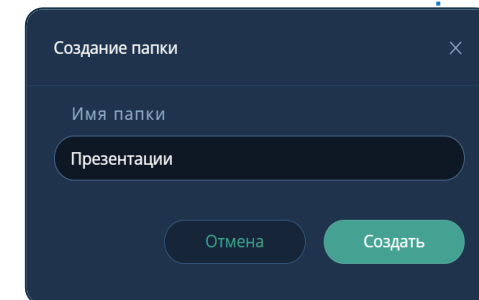 Создание папки
Имя папки
Презентации
Отмена
Создать